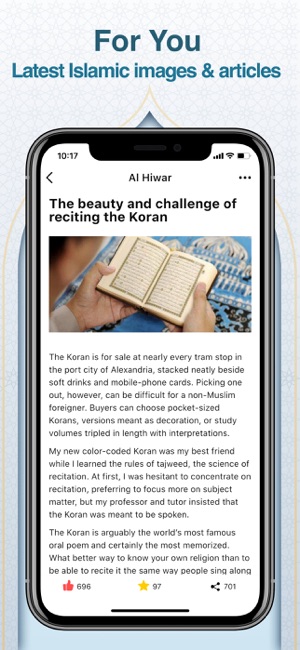 For You
Latest Islamic images & articles
10:17
Al Hiwar
The beauty and challenge of
reciting the Koran
The Koran is for sale at nearly every tram stop in
the port city of Alexandria, stacked neatly beside
soft drinks and mobile-phone cards. Picking one
out, however, can be difficult for a non-Muslim
foreigner. Buyers can choose pocket-sized
Korans, versions meant as decoration, or study
volumes tripled in length with interpretations.
My new color-coded Koran was my best friend
while I learned the rules of tajweed, the science of
recitation. At first, I was hesitant to concentrate on
recitation, preferring to focus more on subject
matter, but my professor and tutor insisted that
the Koran was meant to be spoken.
The Koran is arguably the world's most famous
oral poem and certainly the most memorized.
What better way to know your own religion than to
be able to recite it the same way people sing along
696 97 701